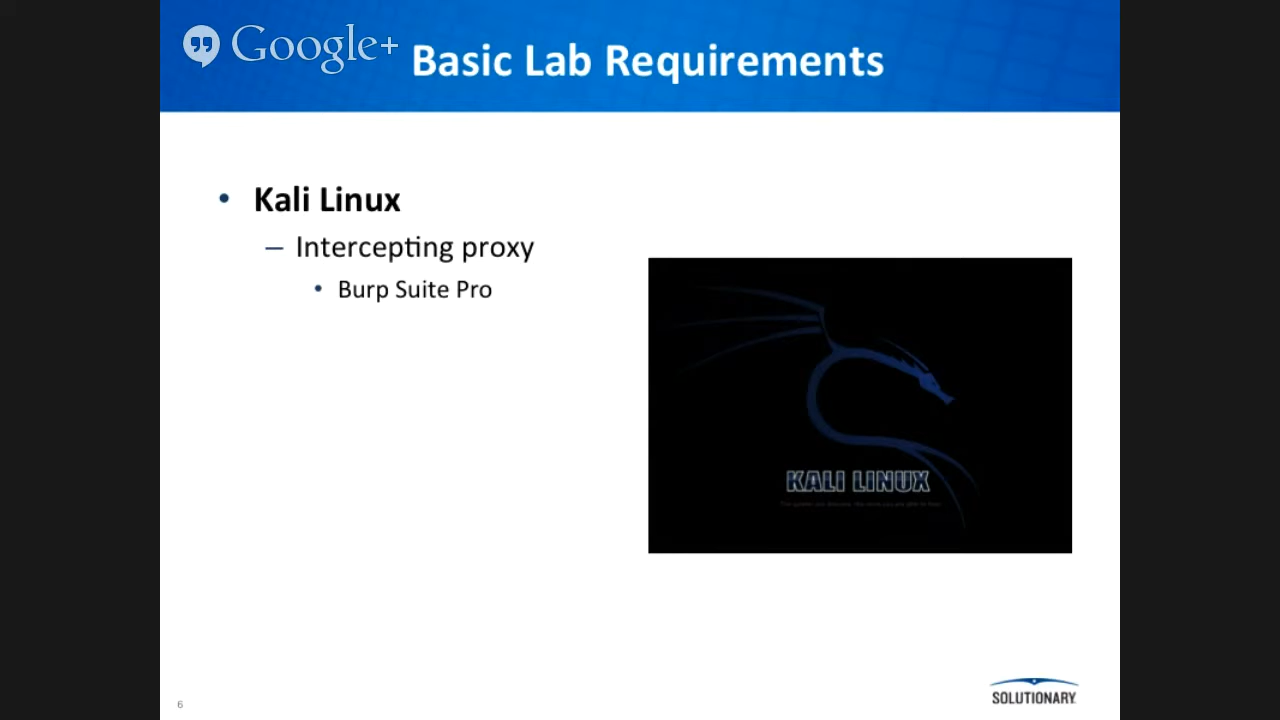 Google+
Basic Lab Requirements
• Kali Linux
– Intercepting proxy
• Burp Suite Pro
KALI LINUX
6
SOLUTIONARY